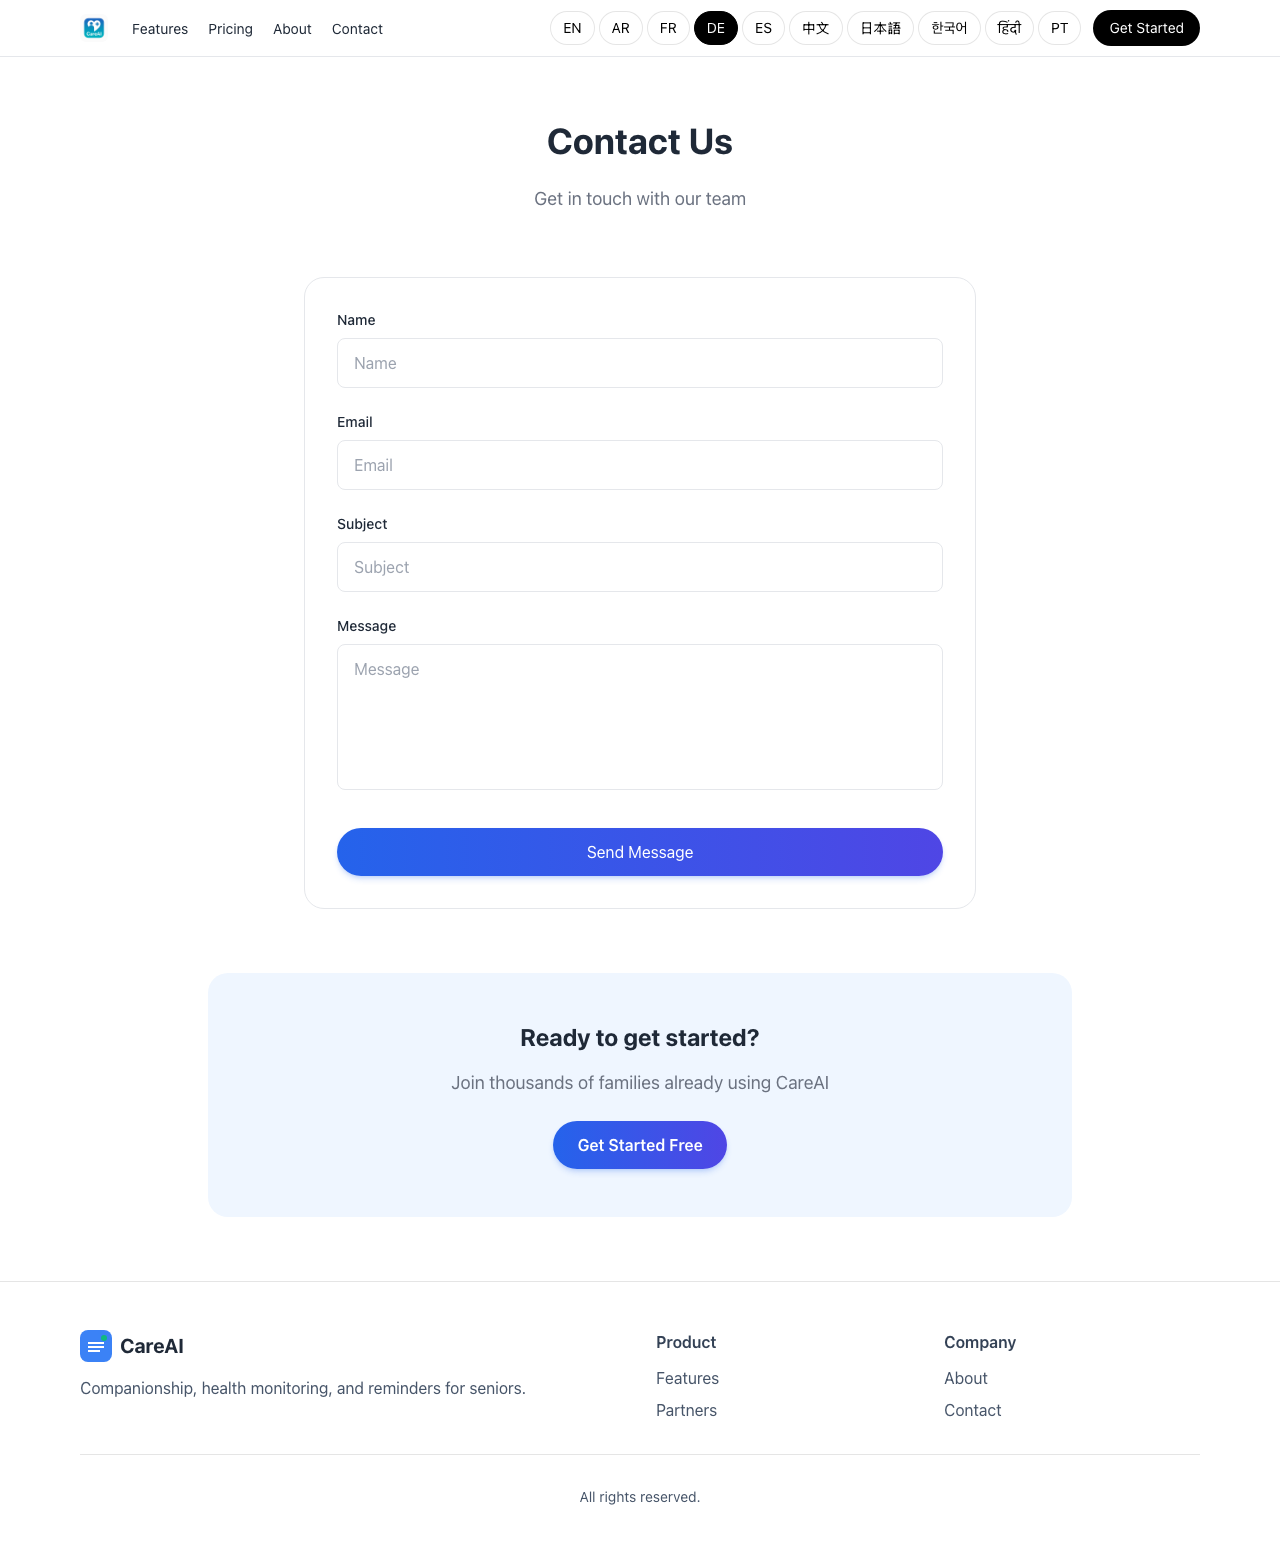 CareAI
Features Pricing About Contact
EN AR FR DE ES 中文 日本語 한국어 हिंदी PT Get Started
Contact Us
Get in touch with our team
Name
Name
Email
Email
Subject
Subject
Message
Message
Send Message
Ready to get started?
Join thousands of families already using CareAI
Get Started Free
CareAI
Companionship, health monitoring, and reminders for seniors.
Product
Features
Partners
Company
About
Contact
All rights reserved.